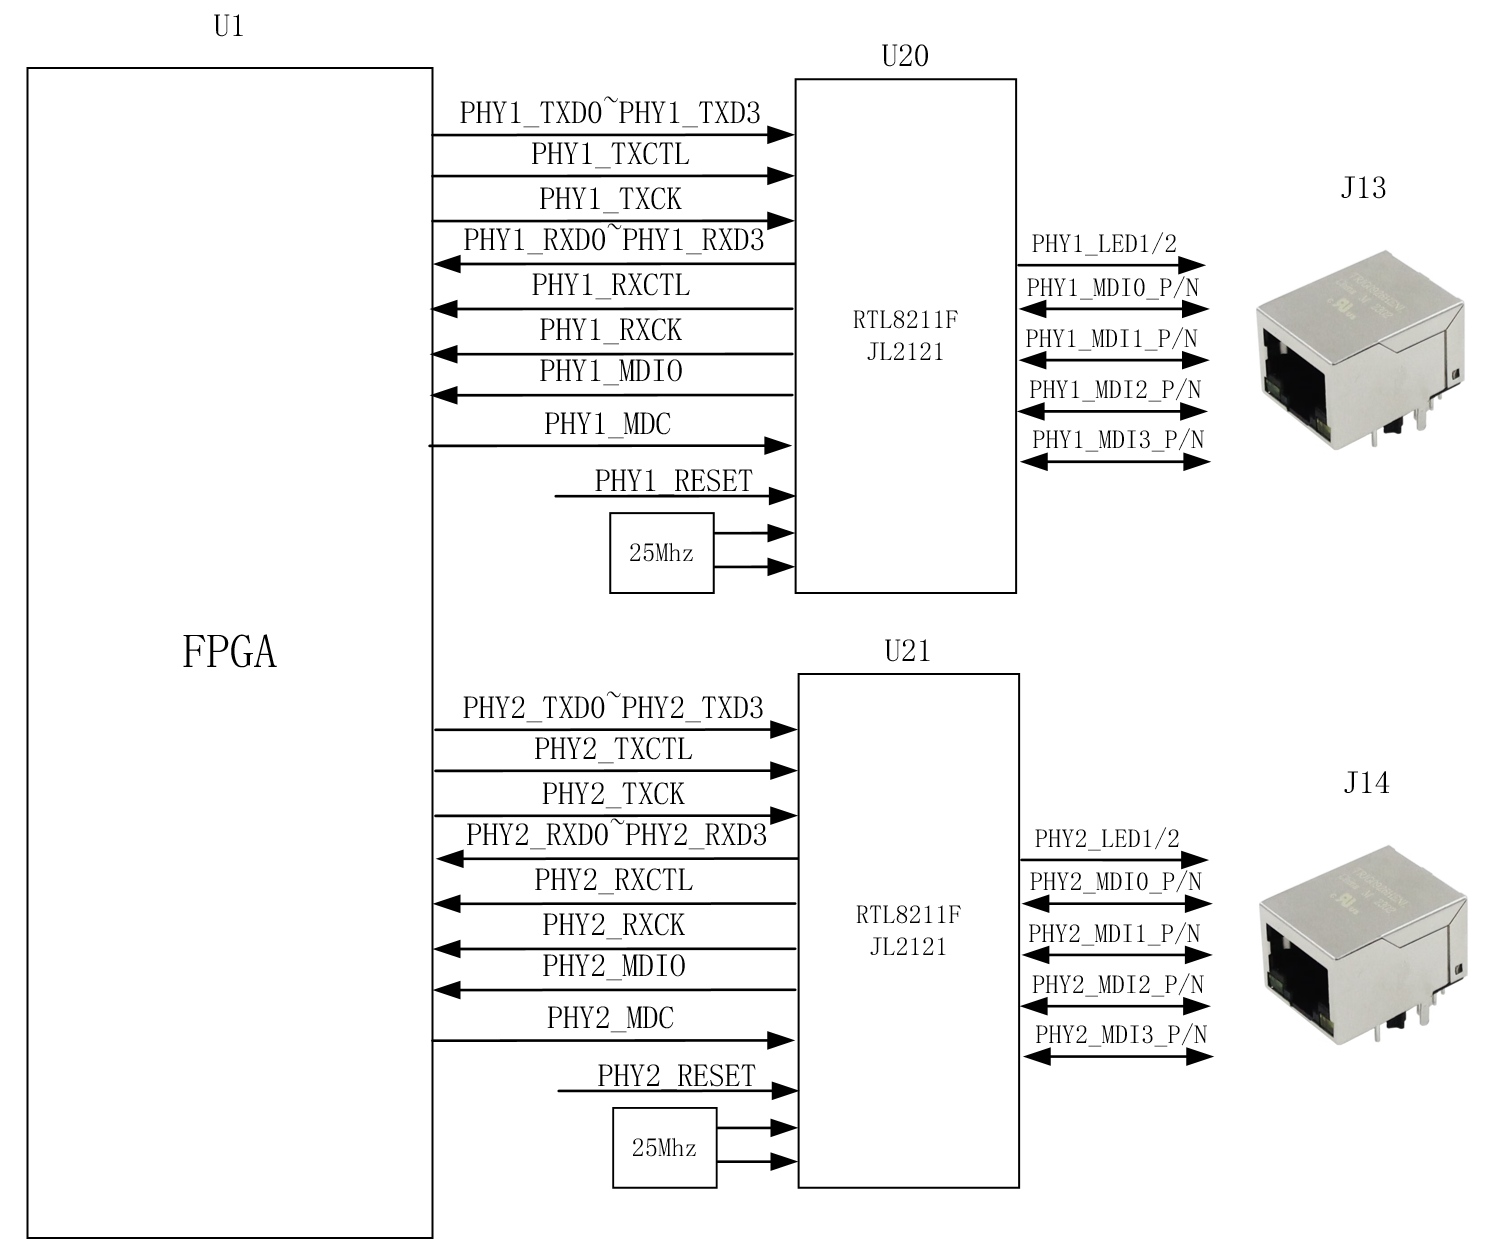 U1
FPGA
PHY1_TXD0~PHY1_TXD3
PHY1_TXCTL
PHY1_TXCK
PHY1_RXD0~PHY1_RXD3
PHY1_RXCTL
PHY1_RXCK
PHY1_MDIO
PHY1_MDC
PHY1_RESET
25Mhz
U20
RTL8211F
JL2121
PHY1_LED1/2
PHY1_MDI0_P/N
PHY1_MDI1_P/N
PHY1_MDI2_P/N
PHY1_MDI3_P/N
J13
PHY2_TXD0~PHY2_TXD3
PHY2_TXCTL
PHY2_TXCK
PHY2_RXD0~PHY2_RXD3
PHY2_RXCTL
PHY2_RXCK
PHY2_MDIO
PHY2_MDC
PHY2_RESET
25Mhz
U21
RTL8211F
JL2121
PHY2_LED1/2
PHY2_MDI0_P/N
PHY2_MDI1_P/N
PHY2_MDI2_P/N
PHY2_MDI3_P/N
J14